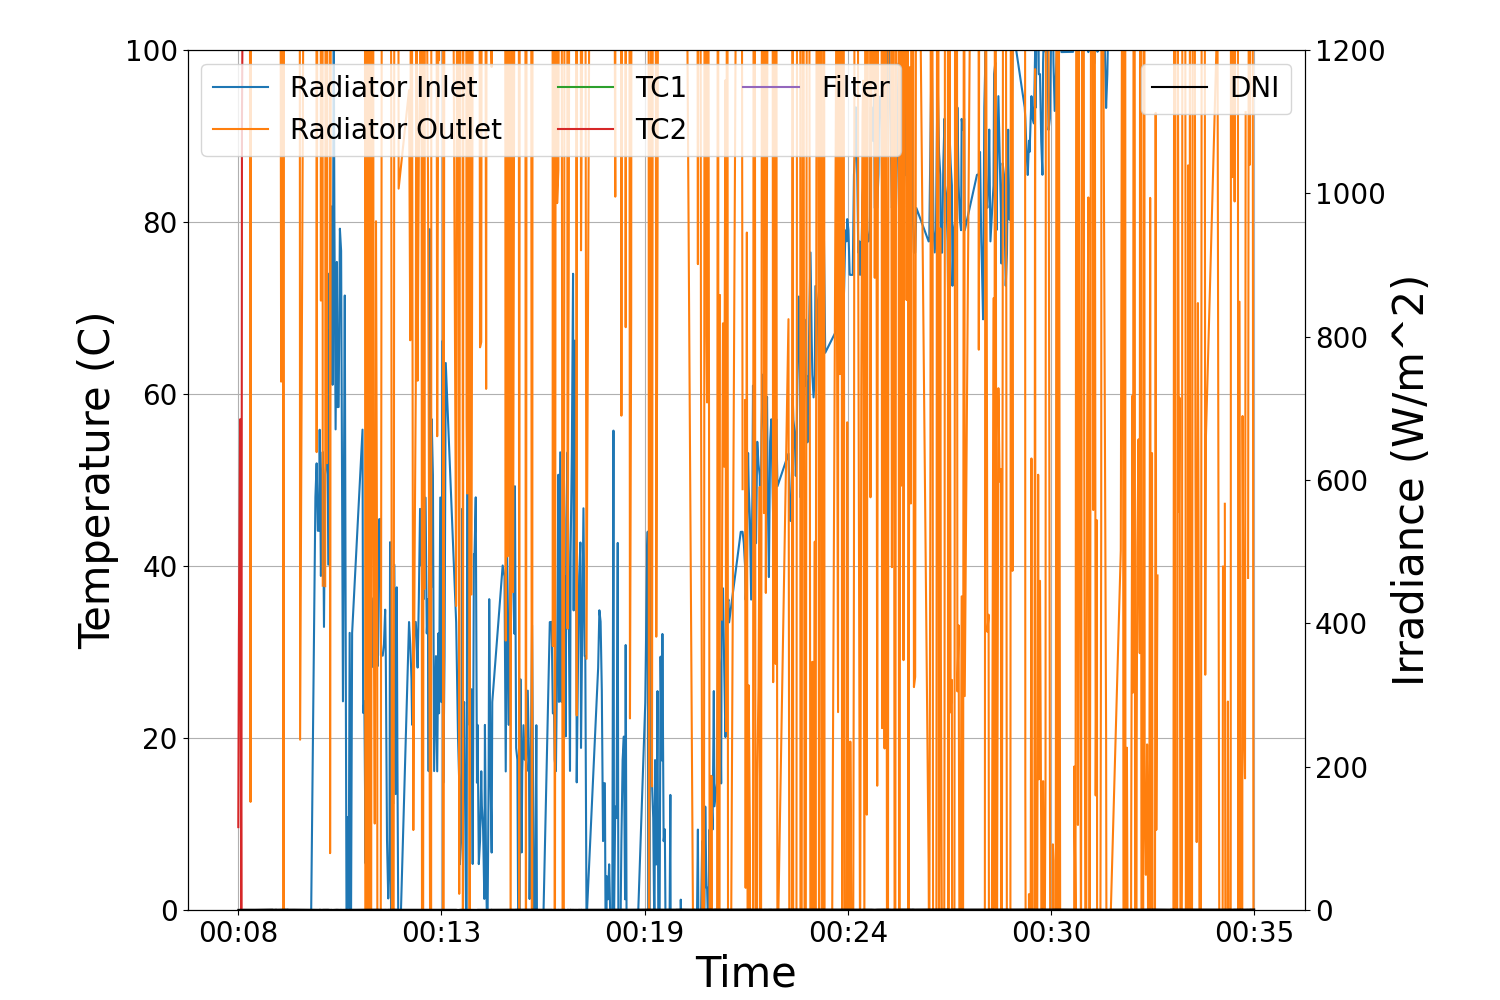 100
80
60
40
20
0
Temperature (C)
Radiator Inlet
Radiator Outlet
TC1
TC2
Filter
DNI
1200
1000
800
600
400
200
0
Irradiance (W/m^2)
00:08 00:13 00:19 00:24 00:30 00:35
Time